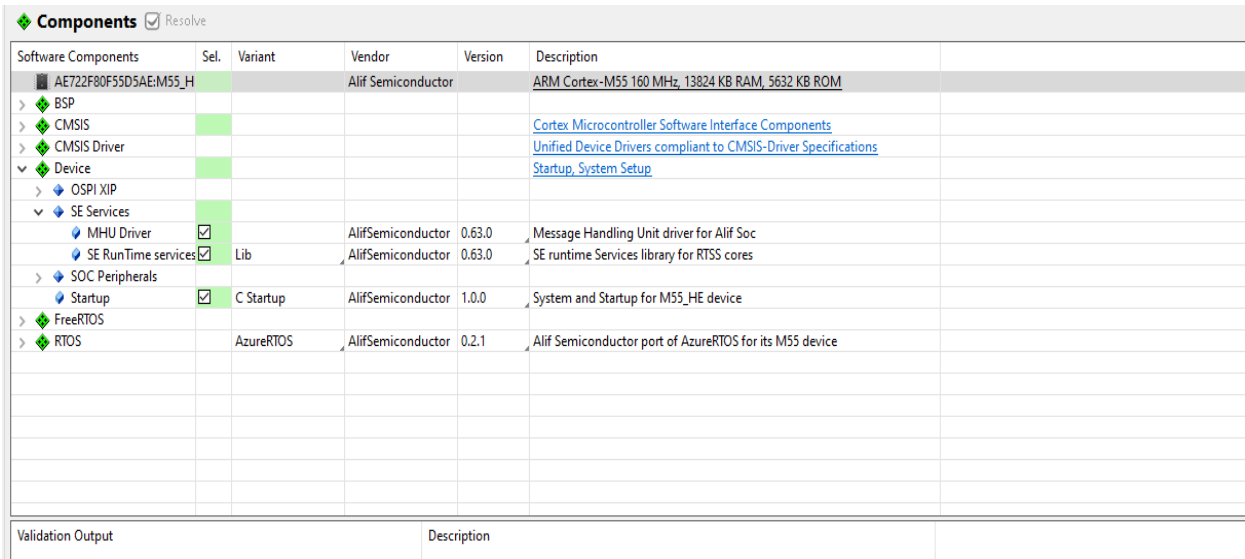 Components Resolve
Software Components Sel. Variant Vendor Version Description
AE722F80F55D5AE:M55_H Alif Semiconductor ARM Cortex-M55 160 MHz, 13824 KB RAM, 5632 KB ROM
BSP
CMSIS Cortex Microcontroller Software Interface Components
CMSIS Driver Unified Device Drivers compliant to CMSIS-Driver Specifications
Device Startup, System Setup
OSPI XIP
SE Services
MHU Driver AlifSemiconductor 0.63.0 Message Handling Unit driver for Alif Soc
SE RunTime services Lib AlifSemiconductor 0.63.0 SE runtime Services library for RTSS cores
SOC Peripherals
Startup C Startup AlifSemiconductor 1.0.0 System and Startup for M55_HE device
FreeRTOS
RTOS AzureRTOS AlifSemiconductor 0.2.1 Alif Semiconductor port of AzureRTOS for its M55 device
Validation Output Description